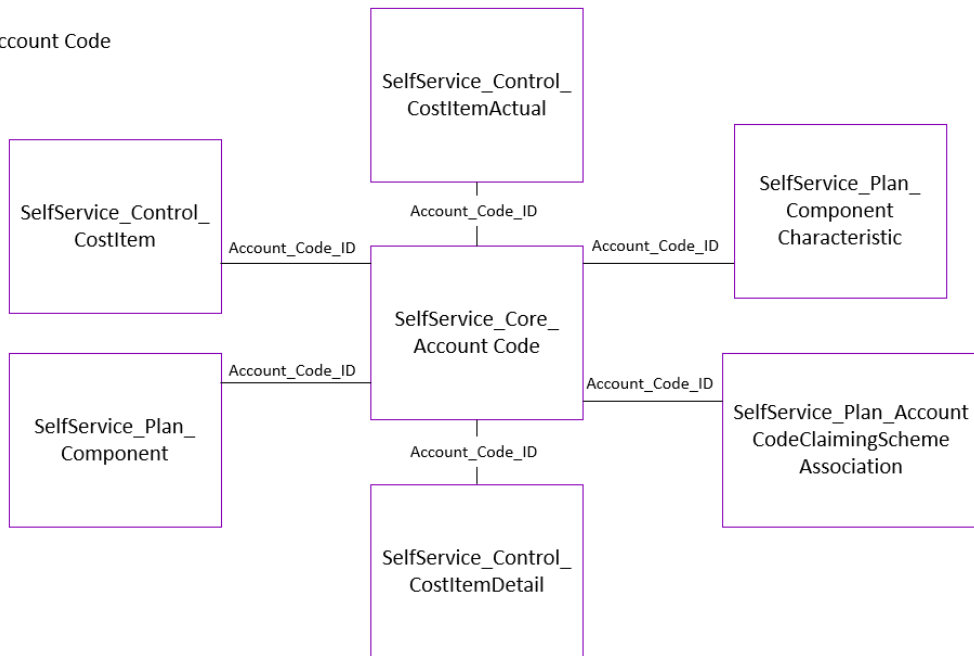 ccount Code
SelfService_Control_
CostItemActual
SelfService_Control_
CostItem
SelfService_Plan_
Component
Characteristic
Account_Code_ID
Account_Code_ID
Account_Code_ID
SelfService_Core_
Account Code
Account_Code_ID
Account_Code_ID
SelfService_Plan_
Component
SelfService_Plan_Account
CodeClaimingScheme
Association
Account_Code_ID
SelfService_Control_
CostItemDetail